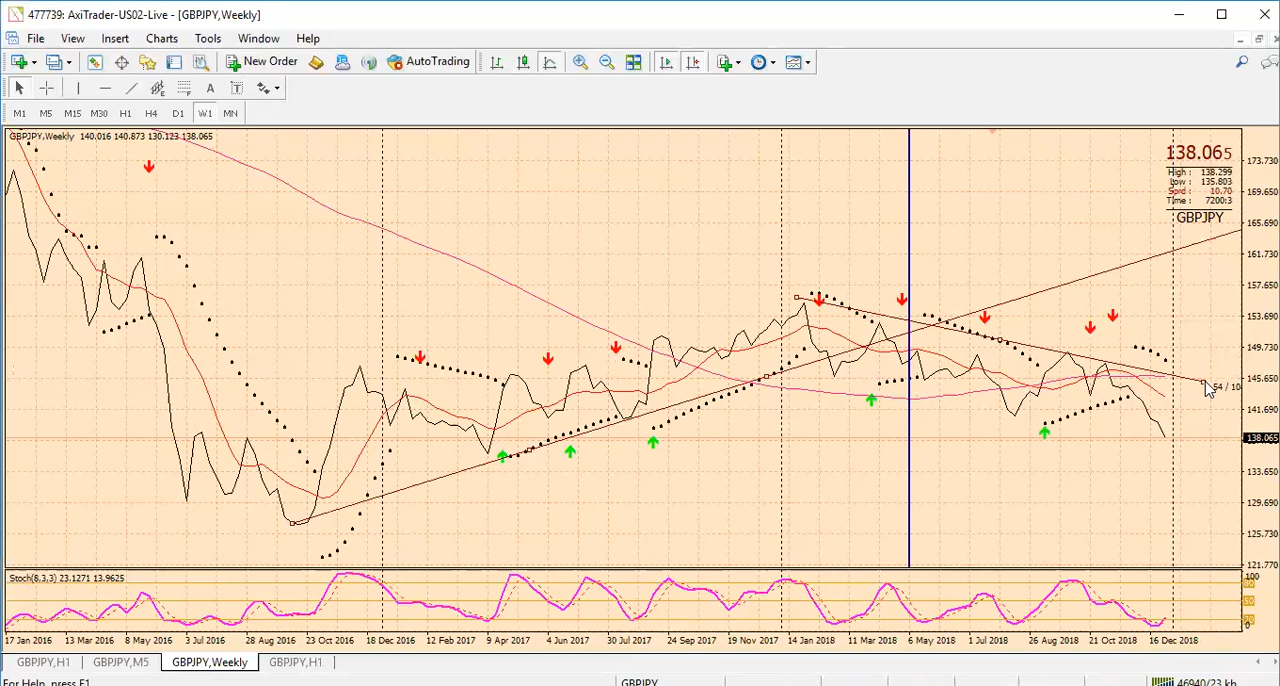 477739: AxiTrader-US02-Live - [GBPJPY,Weekly]
File View Insert Charts Tools Window Help
New Order AutoTrading
A T
M1 M5 M15 M30 H1 H4 D1 W1 MN
GBPJPY,Weekly 140.016 140.873 130.123 138.065
138.065
High : 138.299
Low : 135.803
Sprd : 10.70
Time : 7200:3
GBPJPY
173.730
169.650
165.690
161.730
157.650
153.690
149.730
145.650
54 / 10
141.690
138.065
133.650
129.690
125.730
121.770
Stoch(8,3,3) 23.1271 13.9625
100
80
50
20
0
17 Jan 2016 13 Mar 2016 8 May 2016 3 Jul 2016 28 Aug 2016 23 Oct 2016 18 Dec 2016 12 Feb 2017 9 Apr 2017 4 Jun 2017 30 Jul 2017 24 Sep 2017 19 Nov 2017 14 Jan 2018 11 Mar 2018 6 May 2018 1 Jul 2018 26 Aug 2018 21 Oct 2018 16 Dec 2018
GBPJPY,H1 GBPJPY,M5 GBPJPY,Weekly GBPJPY,H1
For Help, press F1 GBPJPY 46940/23 kb